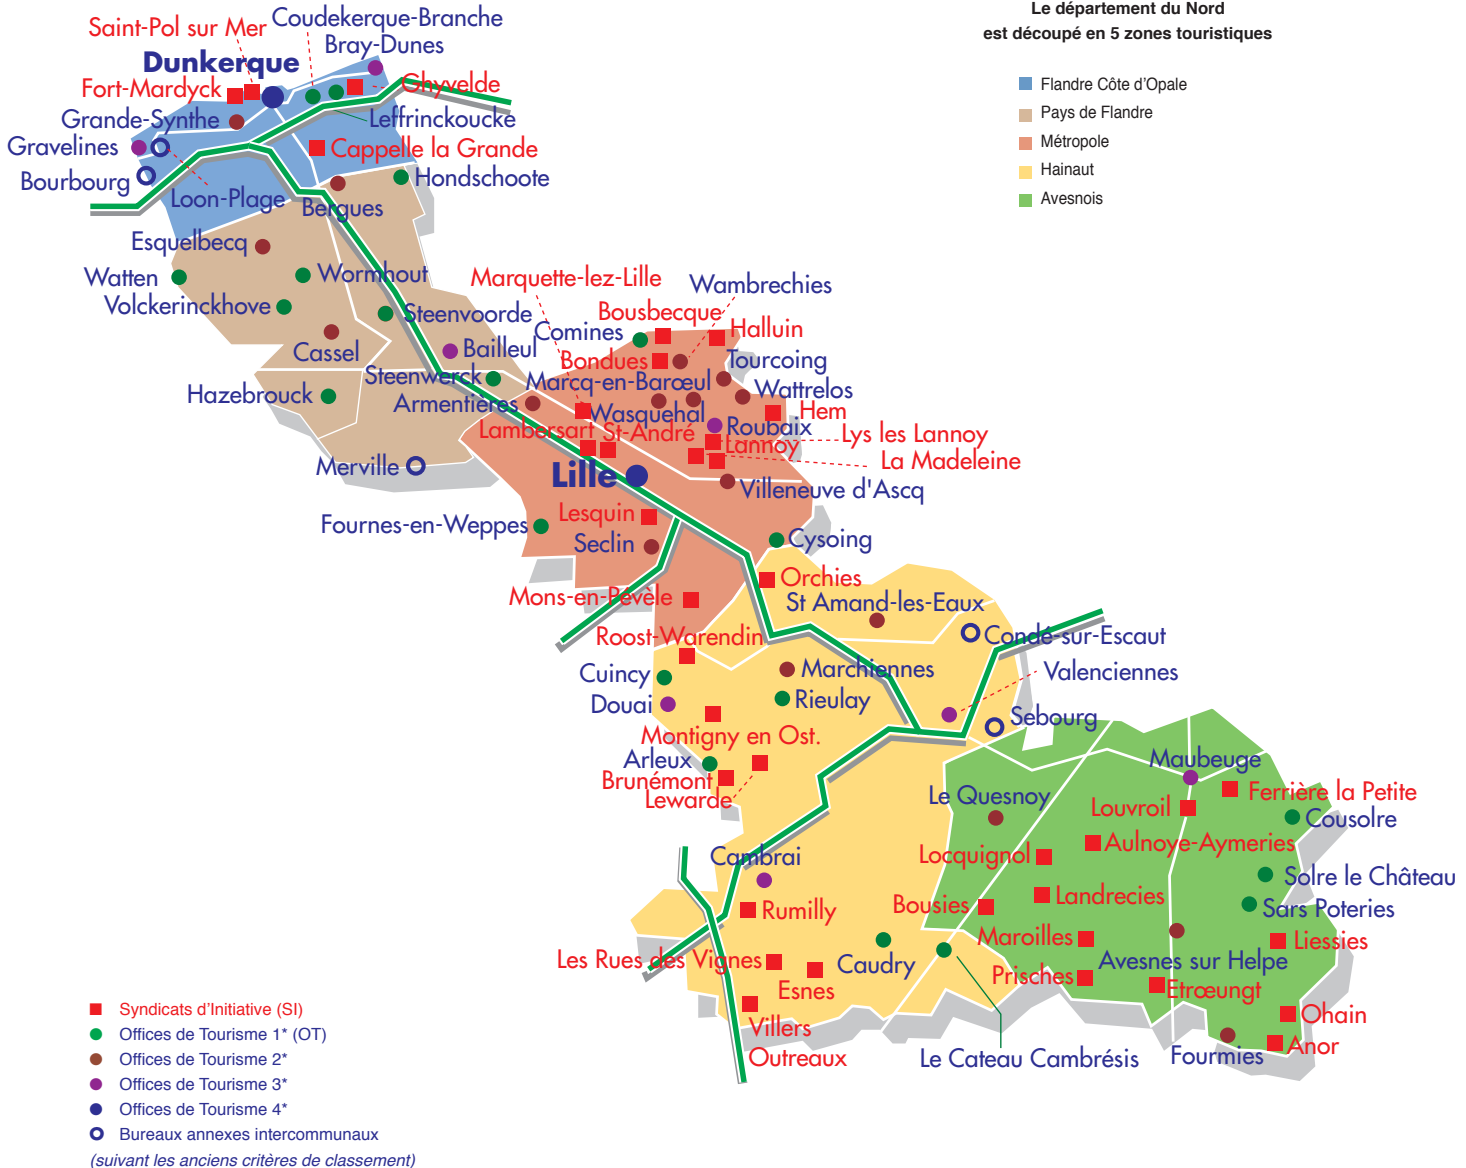 Le département du Nord
est découpé en 5 zones touristiques
Flandre Côte d'Opale
Pays de Flandre
Métropole
Hainaut
Avesnois
Saint-Pol sur Mer
Coudekerque-Branche
Bray-Dunes
Dunkerque
Fort-Mardyck
Ghyvelde
Grande-Synthe
Leffrinckoucke
Gravelines
Cappelle la Grande
Bourbourg
Loon-Plage
Hondschoote
Bergues
Esquelbecq
Watten
Wormhout
Volckerinckhove
Steenvoorde
Cassel
Bailleul
Hazebrouck
Steenwerck
Armentières
Merville
Marquette-lez-Lille
Wambrechies
Bousbecque
Comines
Halluin
Bondues
Tourcoing
Marcq-en-Barœul
Wattrelos
Wasquehal
Hem
Roubaix
Lambersart
St-André
Lannoy
Lys les Lannoy
La Madeleine
Lille
Villeneuve d'Ascq
Fournes-en-Weppes
Lesquin
Seclin
Cysoing
Orchies
Mons-en-Pévèle
St Amand-les-Eaux
Roost-Warendin
Condé-sur-Escaut
Cuincy
Marchiennes
Valenciennes
Douai
Rieulay
Sebourg
Montigny en Ost.
Arleux
Brunémont
Lewarde
Maubeuge
Le Quesnoy
Ferrière la Petite
Louvroil
Cousolre
Aulnoye-Aymeries
Cambrai
Locquignol
Solre le Château
Landrecies
Rumilly
Bousies
Sars Poteries
Maroilles
Liessies
Les Rues des Vignes
Caudry
Avesnes sur Helpe
Prisches
Esnes
Etrœungt
Villers
Outreaux
Ohain
Le Cateau Cambrésis
Fourmies
Anor
Syndicats d'Initiative (SI)
Offices de Tourisme 1* (OT)
Offices de Tourisme 2*
Offices de Tourisme 3*
Offices de Tourisme 4*
Bureaux annexes intercommunaux
(suivant les anciens critères de classement)